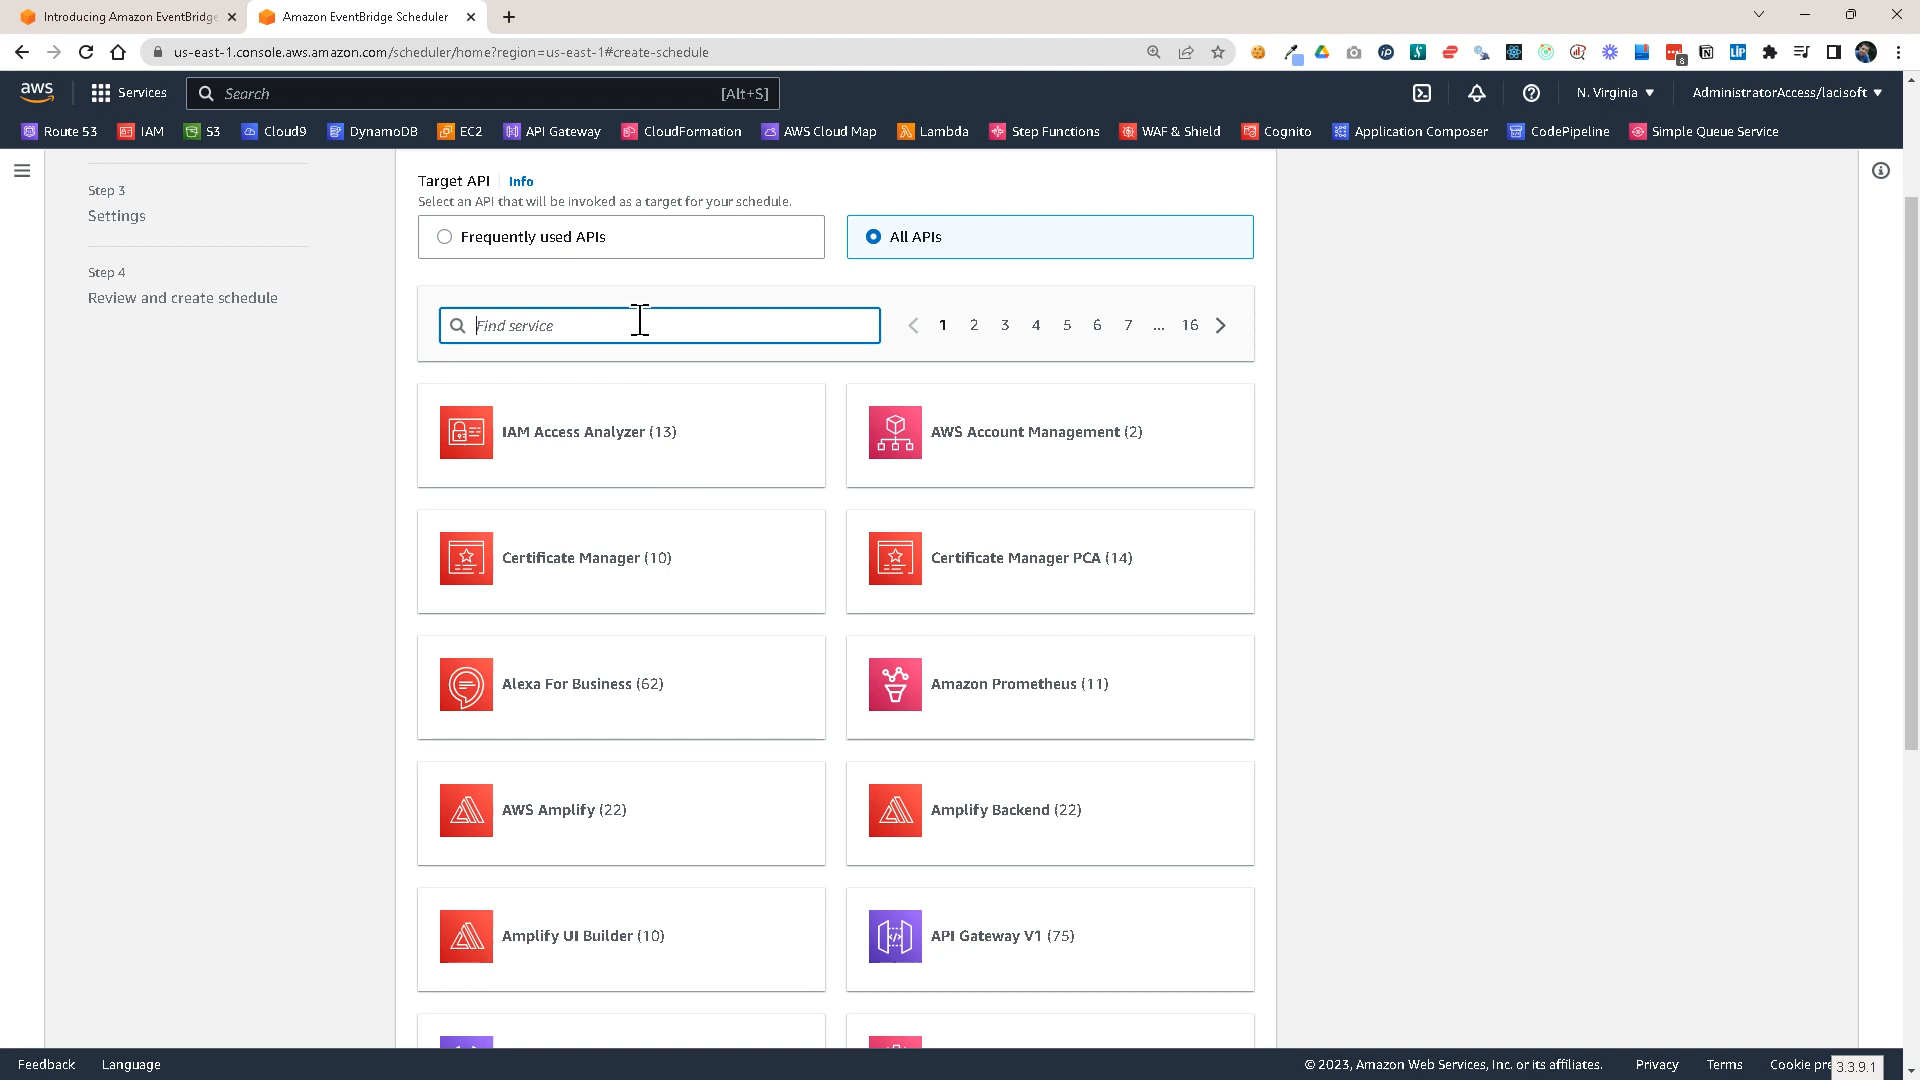 Introducing Amazon EventBridge
Amazon EventBridge Scheduler
us-east-1.console.aws.amazon.com/scheduler/home?region=us-east-1#create-schedule
8
aws
Services
Search
[Alt+S]
N. Virginia
AdministratorAccess/lacisoft
Route 53
IAM
S3
Cloud9
DynamoDB
EC2
API Gateway
CloudFormation
AWS Cloud Map
Lambda
Step Functions
WAF & Shield
Cognito
Application Composer
CodePipeline
Simple Queue Service
Step 3
Settings
Step 4
Review and create schedule
Target API Info
Select an API that will be invoked as a target for your schedule.
Frequently used APIs
All APIs
Find service
1 2 3 4 5 6 7 ... 16
IAM Access Analyzer (13)
AWS Account Management (2)
Certificate Manager (10)
Certificate Manager PCA (14)
Alexa For Business (62)
Amazon Prometheus (11)
AWS Amplify (22)
Amplify Backend (22)
Amplify UI Builder (10)
API Gateway V1 (75)
Feedback
Language
© 2023, Amazon Web Services, Inc. or its affiliates.
Privacy
Terms
Cookie pre
3.3.9.1